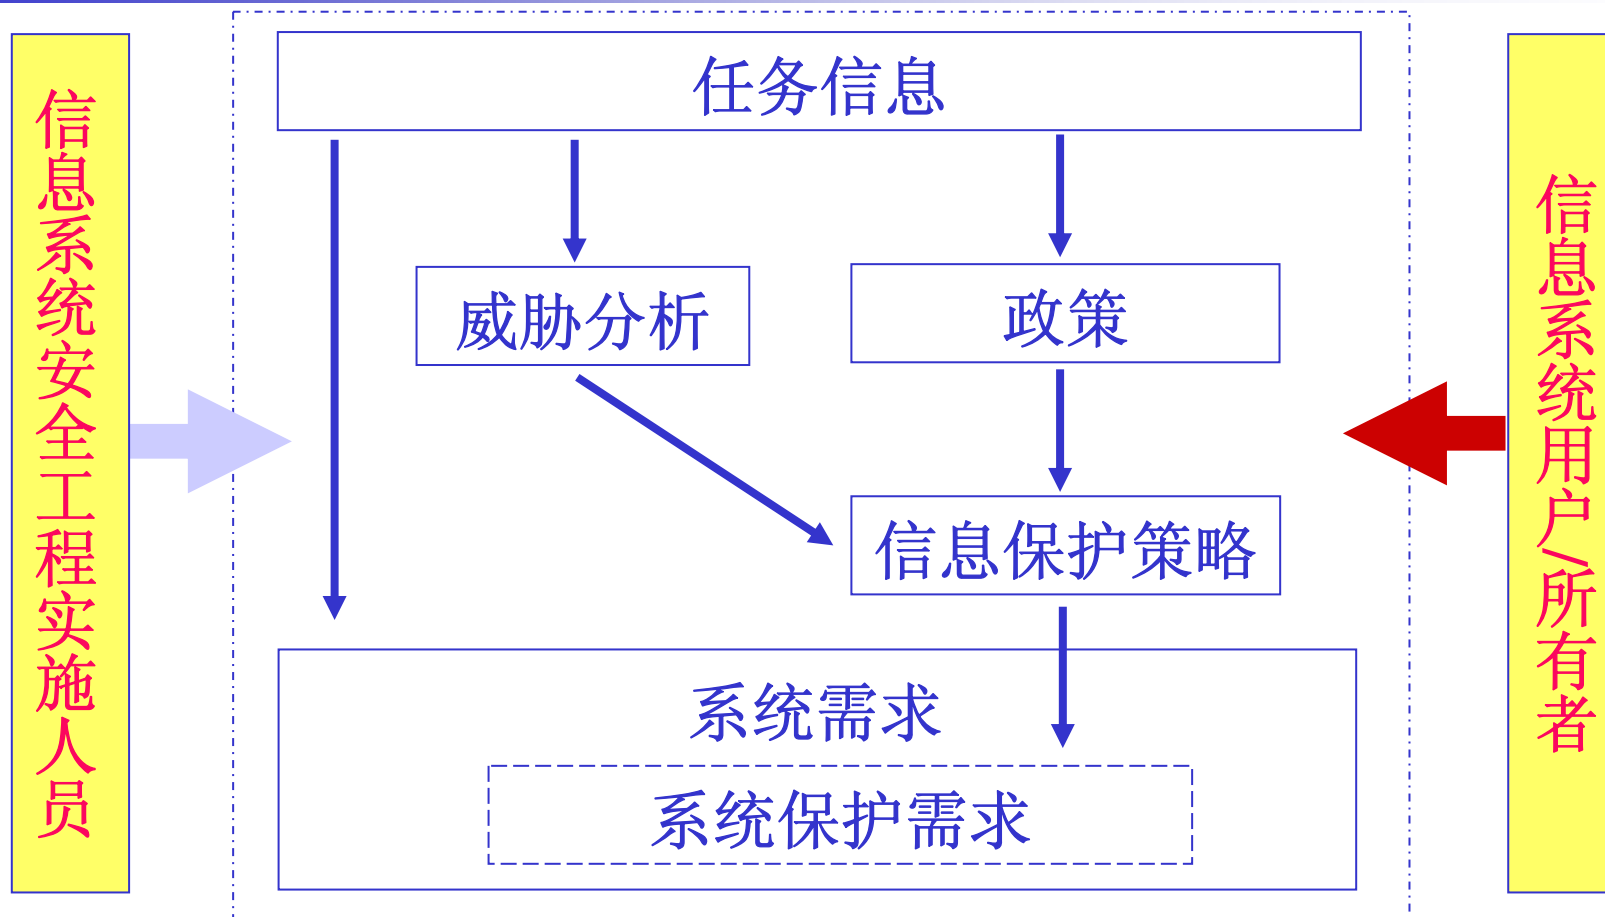 信息系统安全工程实施人员
任务信息
威胁分析
政策
信息保护策略
系统需求
系统保护需求
信息系统用户/所有者